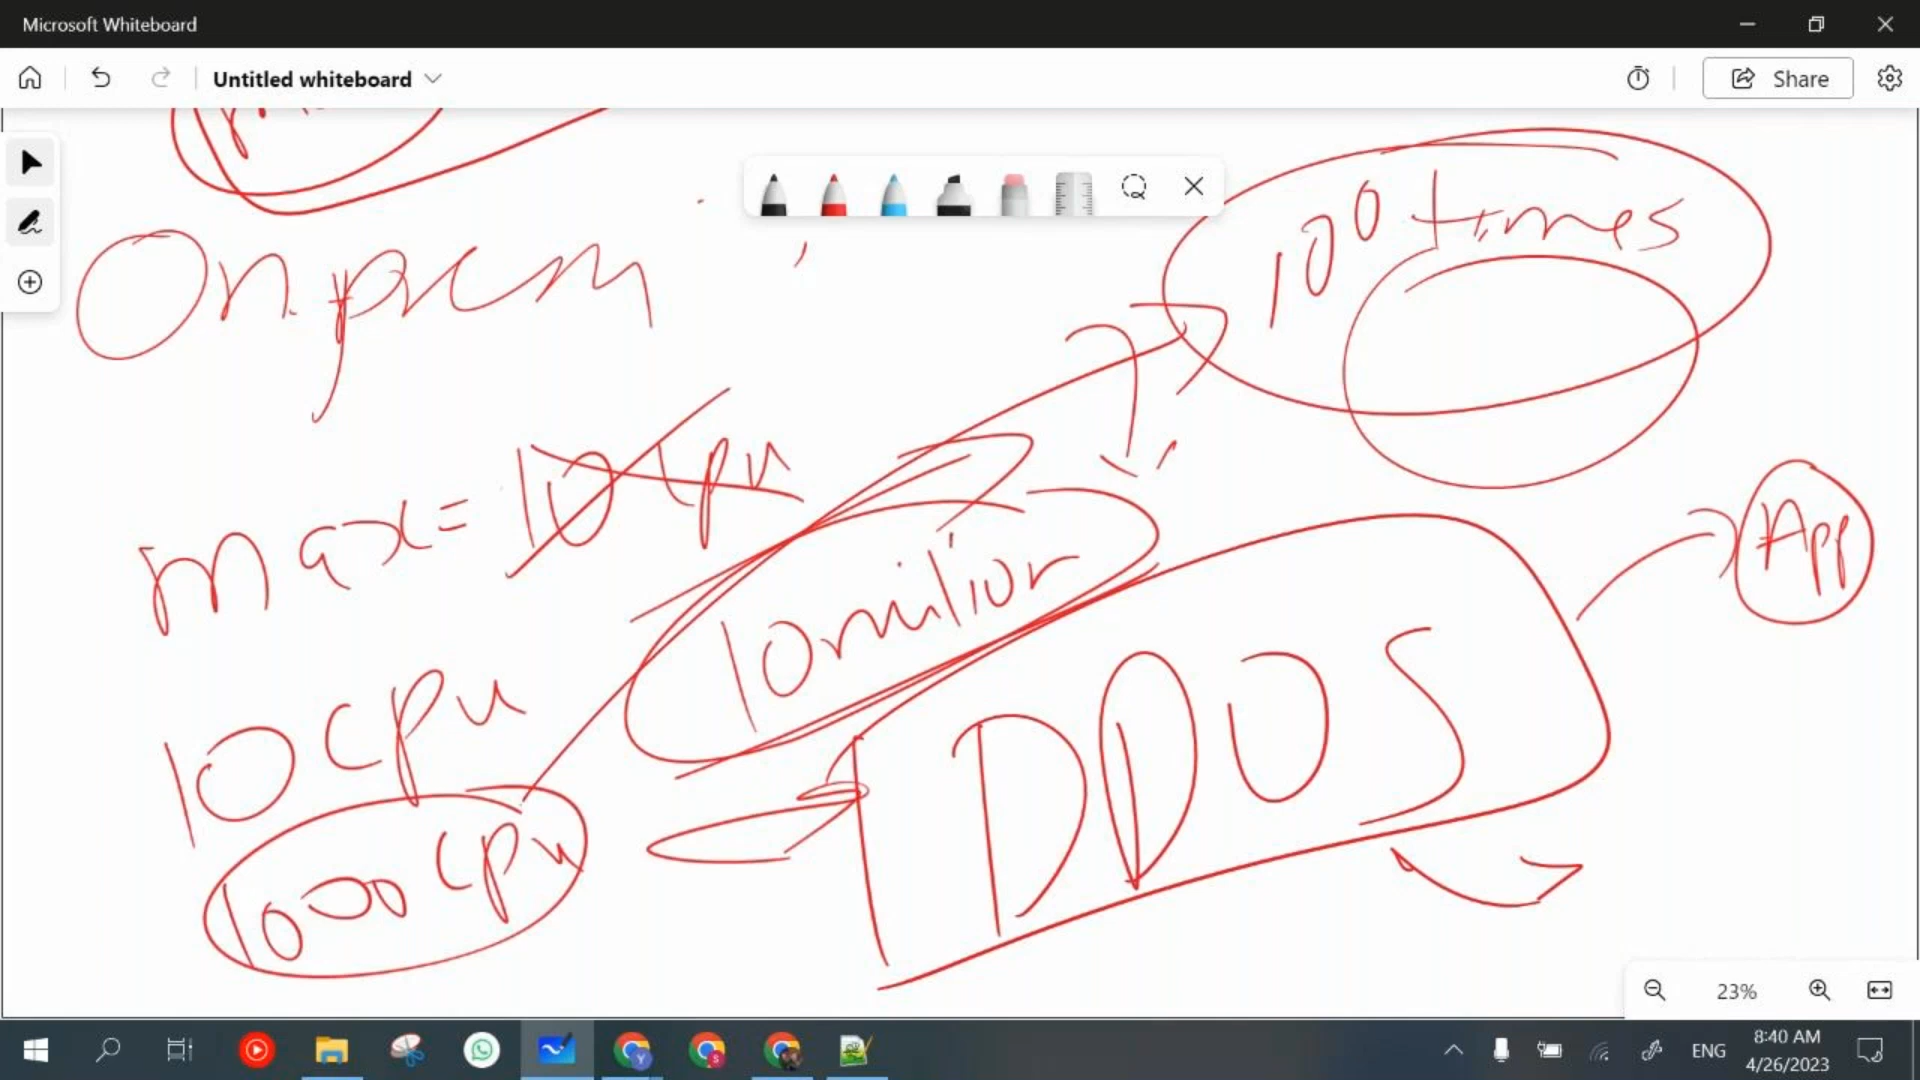 Microsoft Whiteboard
Untitled whiteboard
Share
100 times
On prem
max = 10 cpu
App
10 million
10 cpu
DDOS
1000 cpu
23%
ENG
8:40 AM
4/26/2023